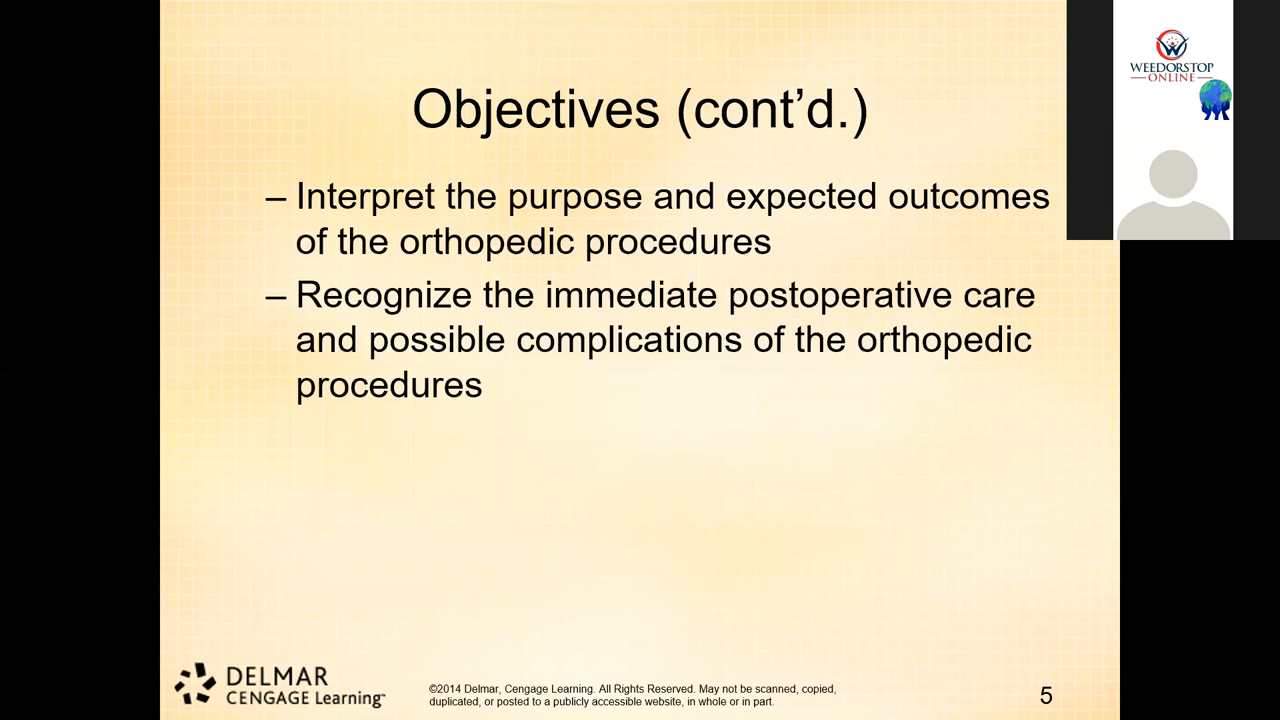 Objectives (cont’d.)
– Interpret the purpose and expected outcomes
of the orthopedic procedures
– Recognize the immediate postoperative care
and possible complications of the orthopedic
procedures
WEEDORSTOP
ONLINE
DELMAR
CENGAGE Learning™
©2014 Delmar, Cengage Learning. All Rights Reserved. May not be scanned, copied,
duplicated, or posted to a publicly accessible website, in whole or in part.
5